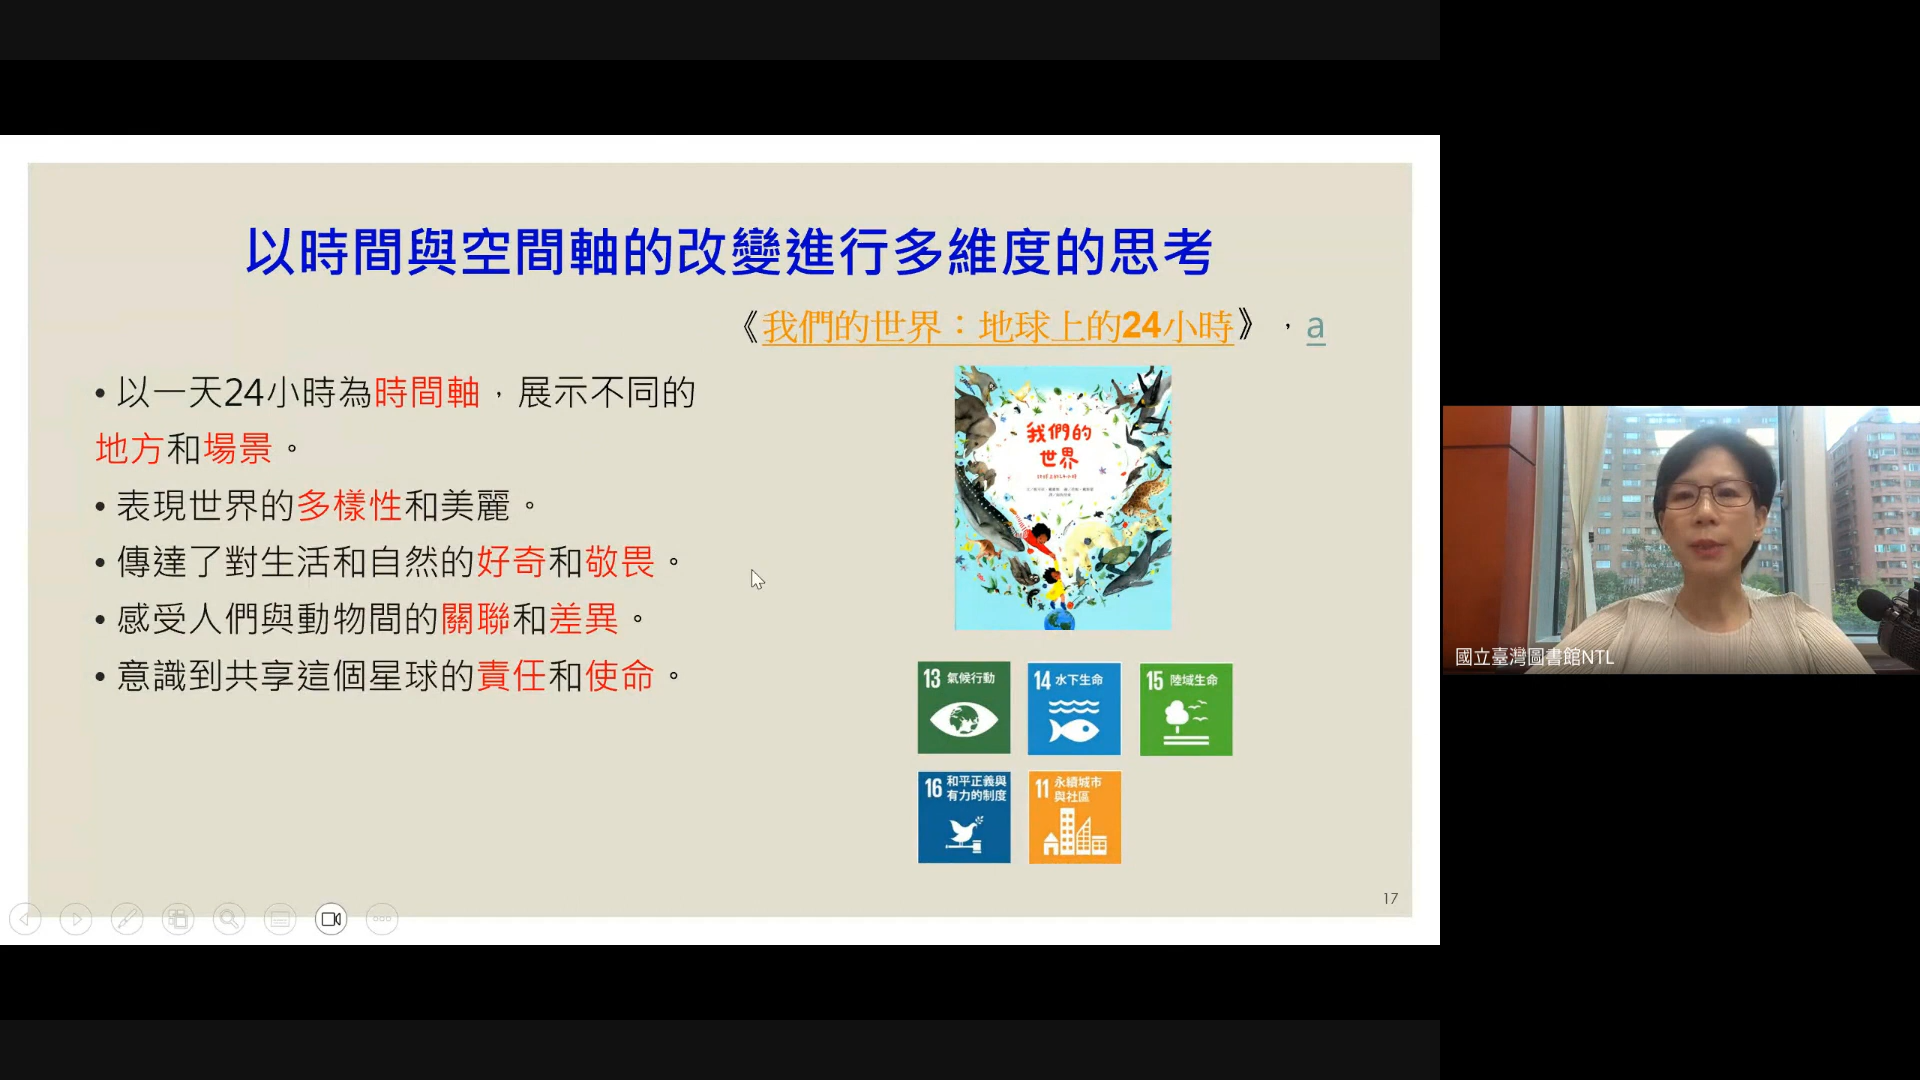 以時間與空間軸的改變進行多維度的思考
《我們的世界：地球上的24小時》，a
• 以一天24小時為時間軸，展示不同的
地方和場景。
• 表現世界的多樣性和美麗。
• 傳達了對生活和自然的好奇和敬畏。
• 感受人們與動物間的關聯和差異。
• 意識到共享這個星球的責任和使命。
我們的
世界
13 氣候行動
14 水下生命
15 陸域生命
16 和平正義與
有力的制度
11 永續城市
與社區
17
國立臺灣圖書館NTL